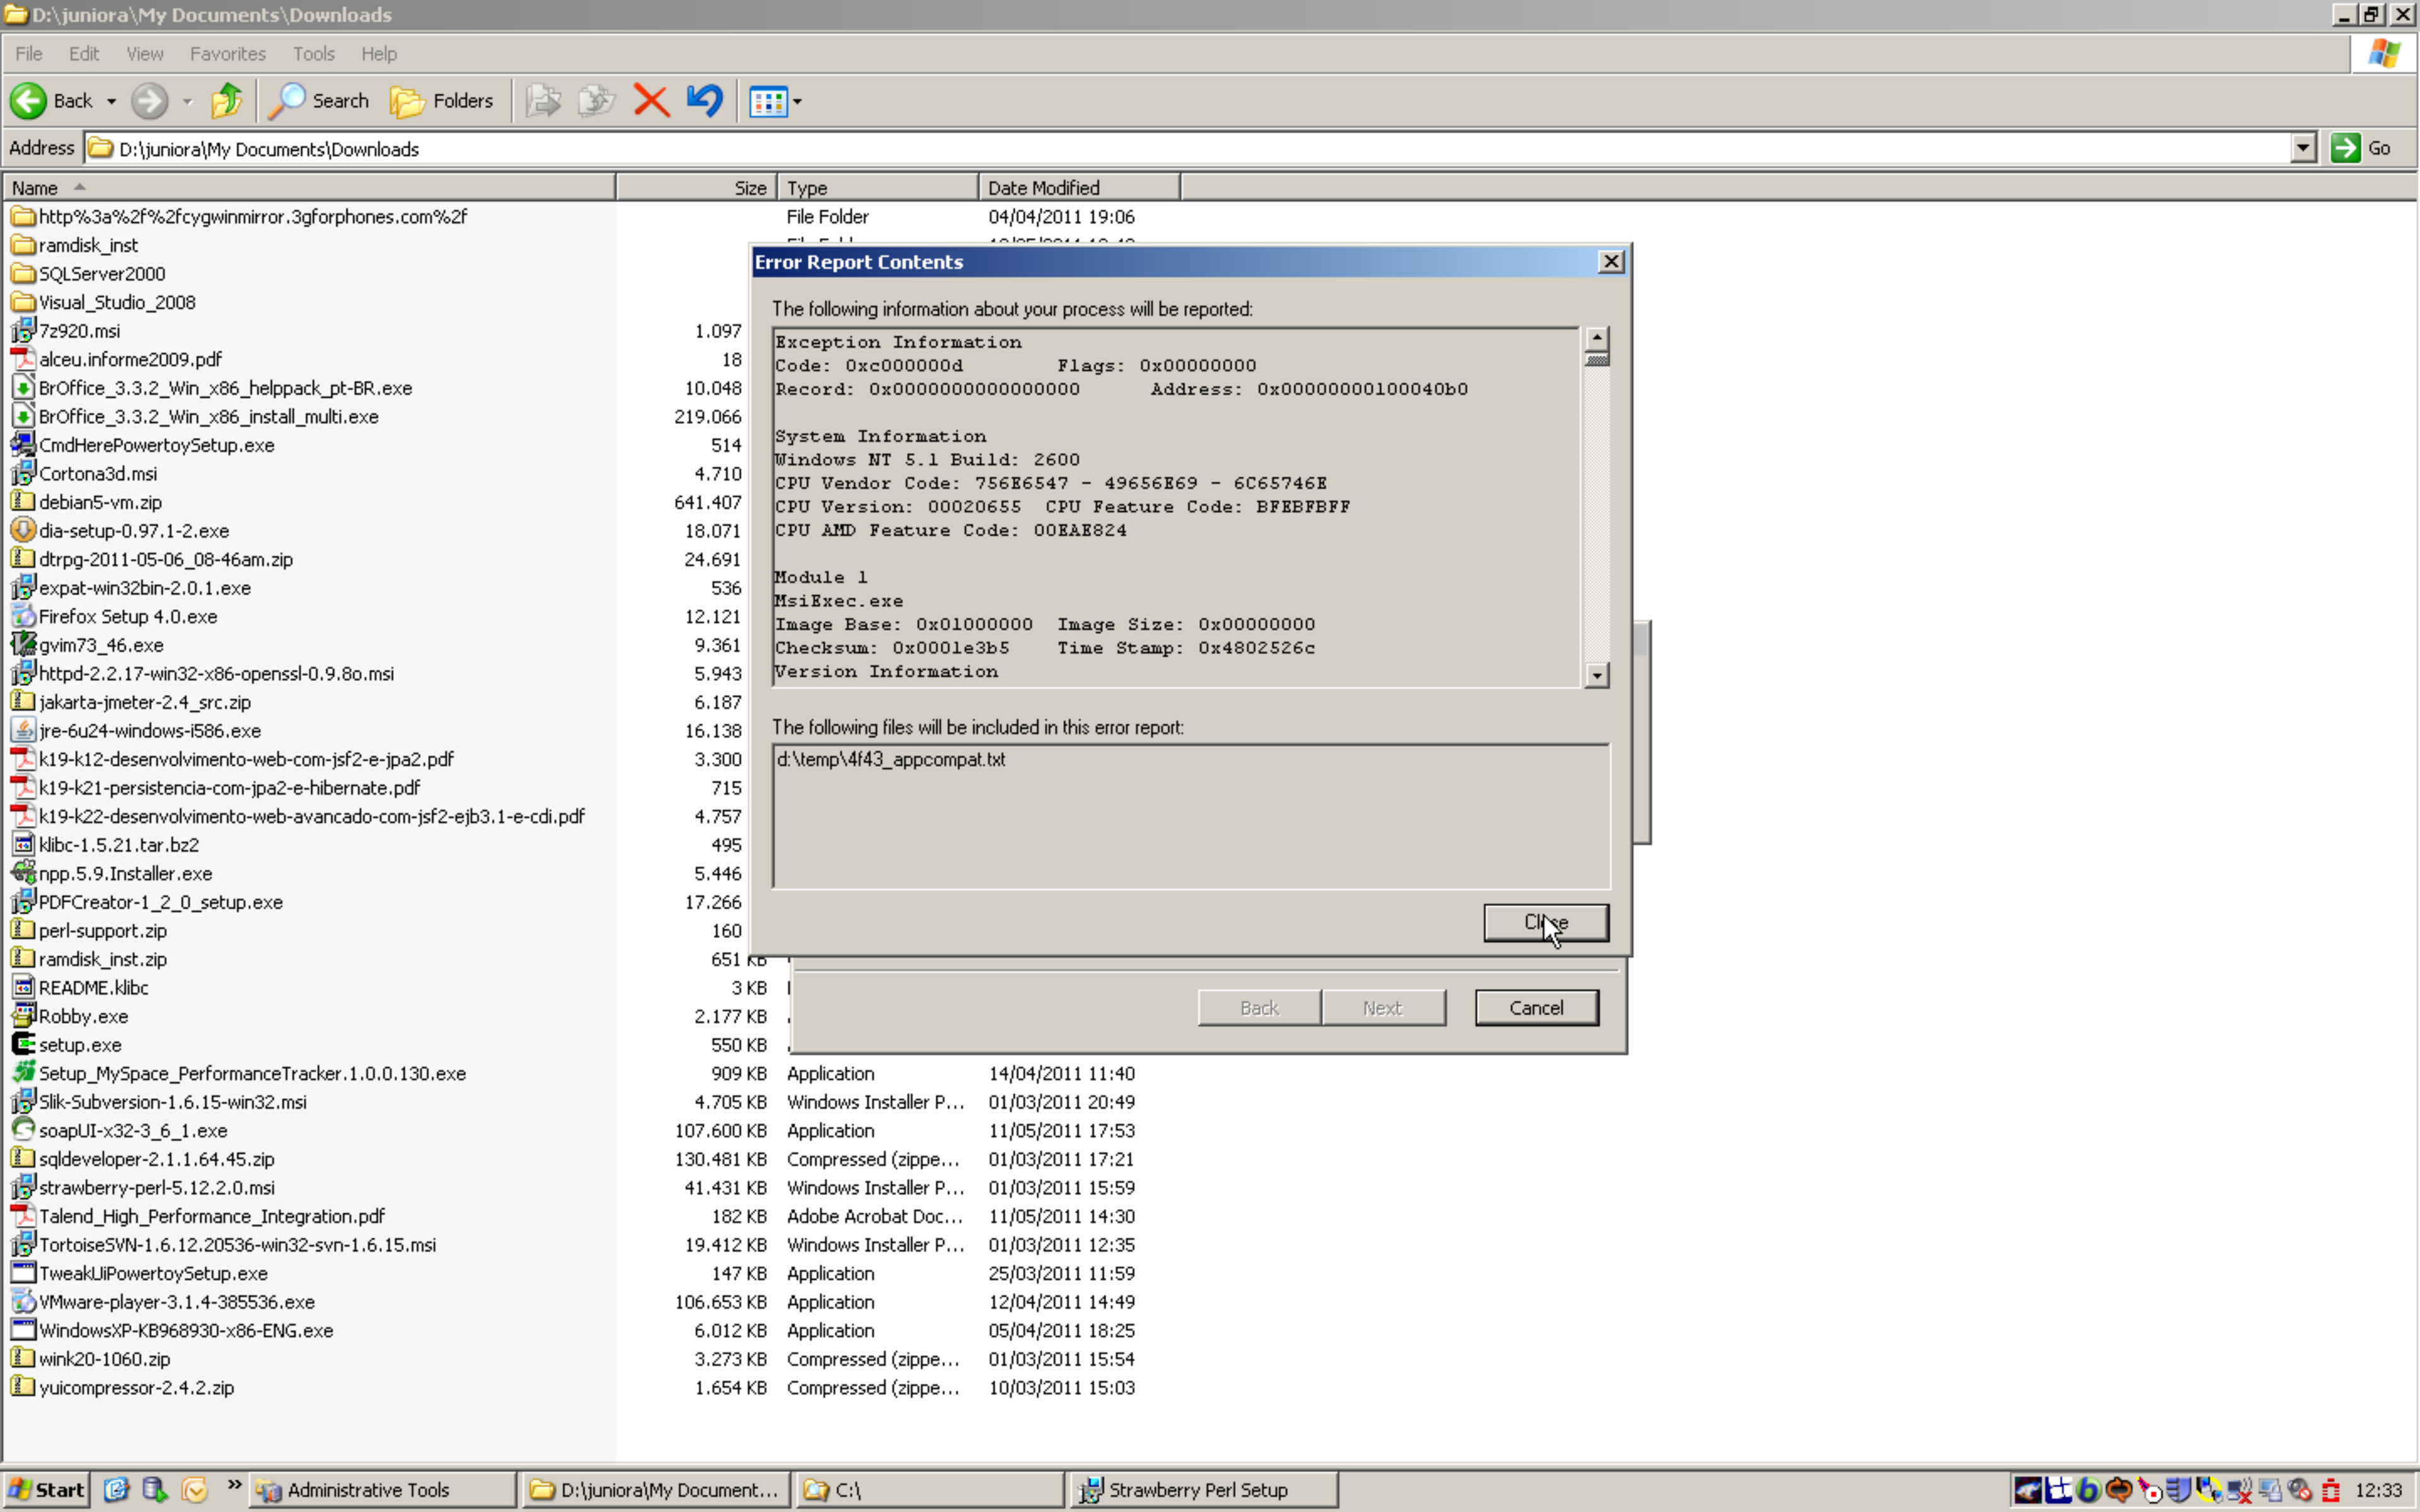 D:\juniora\My Documents\Downloads
File Edit View Favorites Tools Help
Back Search Folders
Address D:\juniora\My Documents\Downloads Go
Name Size Type Date Modified
http%3a%2f%2fcygwinmirror.3gforphones.com%2f File Folder 04/04/2011 19:06
ramdisk_inst
SQLServer2000
Visual_Studio_2008
7z920.msi 1.097
alceu.informe2009.pdf 18
BrOffice_3.3.2_Win_x86_helppack_pt-BR.exe 10.048
BrOffice_3.3.2_Win_x86_install_multi.exe 219.066
CmdHerePowertoySetup.exe 514
Cortona3d.msi 4.710
debian5-vm.zip 641.407
dia-setup-0.97.1-2.exe 18.071
dtrpg-2011-05-06_08-46am.zip 24.691
expat-win32bin-2.0.1.exe 536
Firefox Setup 4.0.exe 12.121
gvim73_46.exe 9.361
httpd-2.2.17-win32-x86-openssl-0.9.8o.msi 5.943
jakarta-jmeter-2.4_src.zip 6.187
jre-6u24-windows-i586.exe 16.138
k19-k12-desenvolvimento-web-com-jsf2-e-jpa2.pdf 3.300
k19-k21-persistencia-com-jpa2-e-hibernate.pdf 715
k19-k22-desenvolvimento-web-avancado-com-jsf2-ejb3.1-e-cdi.pdf 4.757
klibc-1.5.21.tar.bz2 495
npp.5.9.Installer.exe 5.446
PDFCreator-1_2_0_setup.exe 17.266
perl-support.zip 160
ramdisk_inst.zip 651 KB
README.klibc 3 KB
Robby.exe 2.177 KB
setup.exe 550 KB
Setup_MySpace_PerformanceTracker.1.0.0.130.exe 909 KB Application 14/04/2011 11:40
Slik-Subversion-1.6.15-win32.msi 4.705 KB Windows Installer P... 01/03/2011 20:49
soapUI-x32-3_6_1.exe 107.600 KB Application 11/05/2011 17:53
sqldeveloper-2.1.1.64.45.zip 130.481 KB Compressed (zippe... 01/03/2011 17:21
strawberry-perl-5.12.2.0.msi 41.431 KB Windows Installer P... 01/03/2011 15:59
Talend_High_Performance_Integration.pdf 182 KB Adobe Acrobat Doc... 11/05/2011 14:30
TortoiseSVN-1.6.12.20536-win32-svn-1.6.15.msi 19.412 KB Windows Installer P... 01/03/2011 12:35
TweakUiPowertoySetup.exe 147 KB Application 25/03/2011 11:59
VMware-player-3.1.4-385536.exe 106.653 KB Application 12/04/2011 14:49
WindowsXP-KB968930-x86-ENG.exe 6.012 KB Application 05/04/2011 18:25
wink20-1060.zip 3.273 KB Compressed (zippe... 01/03/2011 15:54
yuicompressor-2.4.2.zip 1.654 KB Compressed (zippe... 10/03/2011 15:03
Error Report Contents
The following information about your process will be reported:
Exception Information
Code: 0xc000000d Flags: 0x00000000
Record: 0x0000000000000000 Address: 0x00000000100040b0
System Information
Windows NT 5.1 Build: 2600
CPU Vendor Code: 756E6547 - 49656E69 - 6C65746E
CPU Version: 00020655 CPU Feature Code: BFEBFBFF
CPU AMD Feature Code: 00EAE824
Module 1
MsiExec.exe
Image Base: 0x01000000 Image Size: 0x00000000
Checksum: 0x0001e3b5 Time Stamp: 0x4802526c
Version Information
The following files will be included in this error report:
d:\temp\4f43_appcompat.txt
Close
Back Next Cancel
Start Administrative Tools D:\juniora\My Document... C:\ Strawberry Perl Setup 12:33